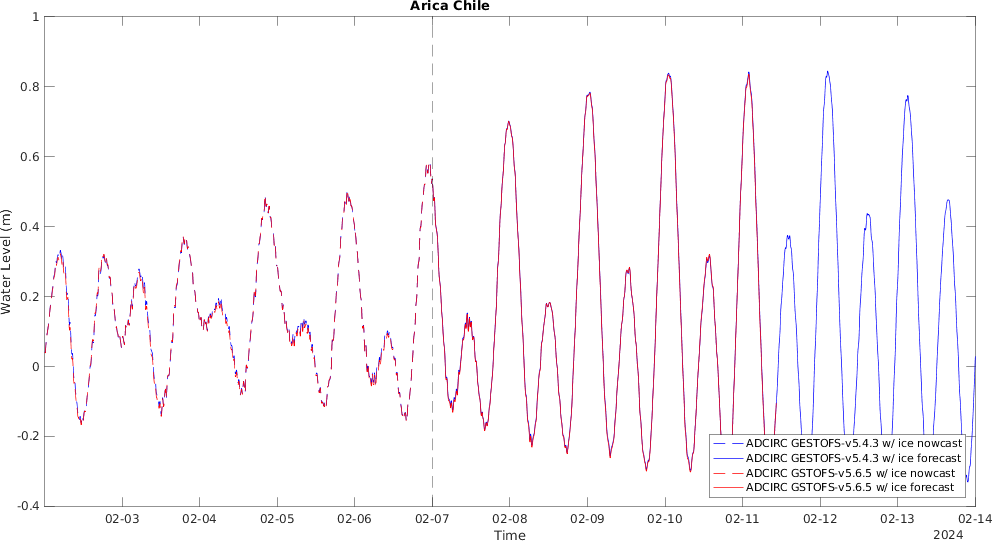 Arica Chile
Water Level (m)
1
0.8
0.6
0.4
0.2
0
-0.2
-0.4
ADCIRC GESTOFS-v5.4.3 w/ ice nowcast
ADCIRC GESTOFS-v5.4.3 w/ ice forecast
ADCIRC GSTOFS-v5.6.5 w/ ice nowcast
ADCIRC GSTOFS-v5.6.5 w/ ice forecast
02-03 02-04 02-05 02-06 02-07 02-08 02-09 02-10 02-11 02-12 02-13 02-14
Time
2024